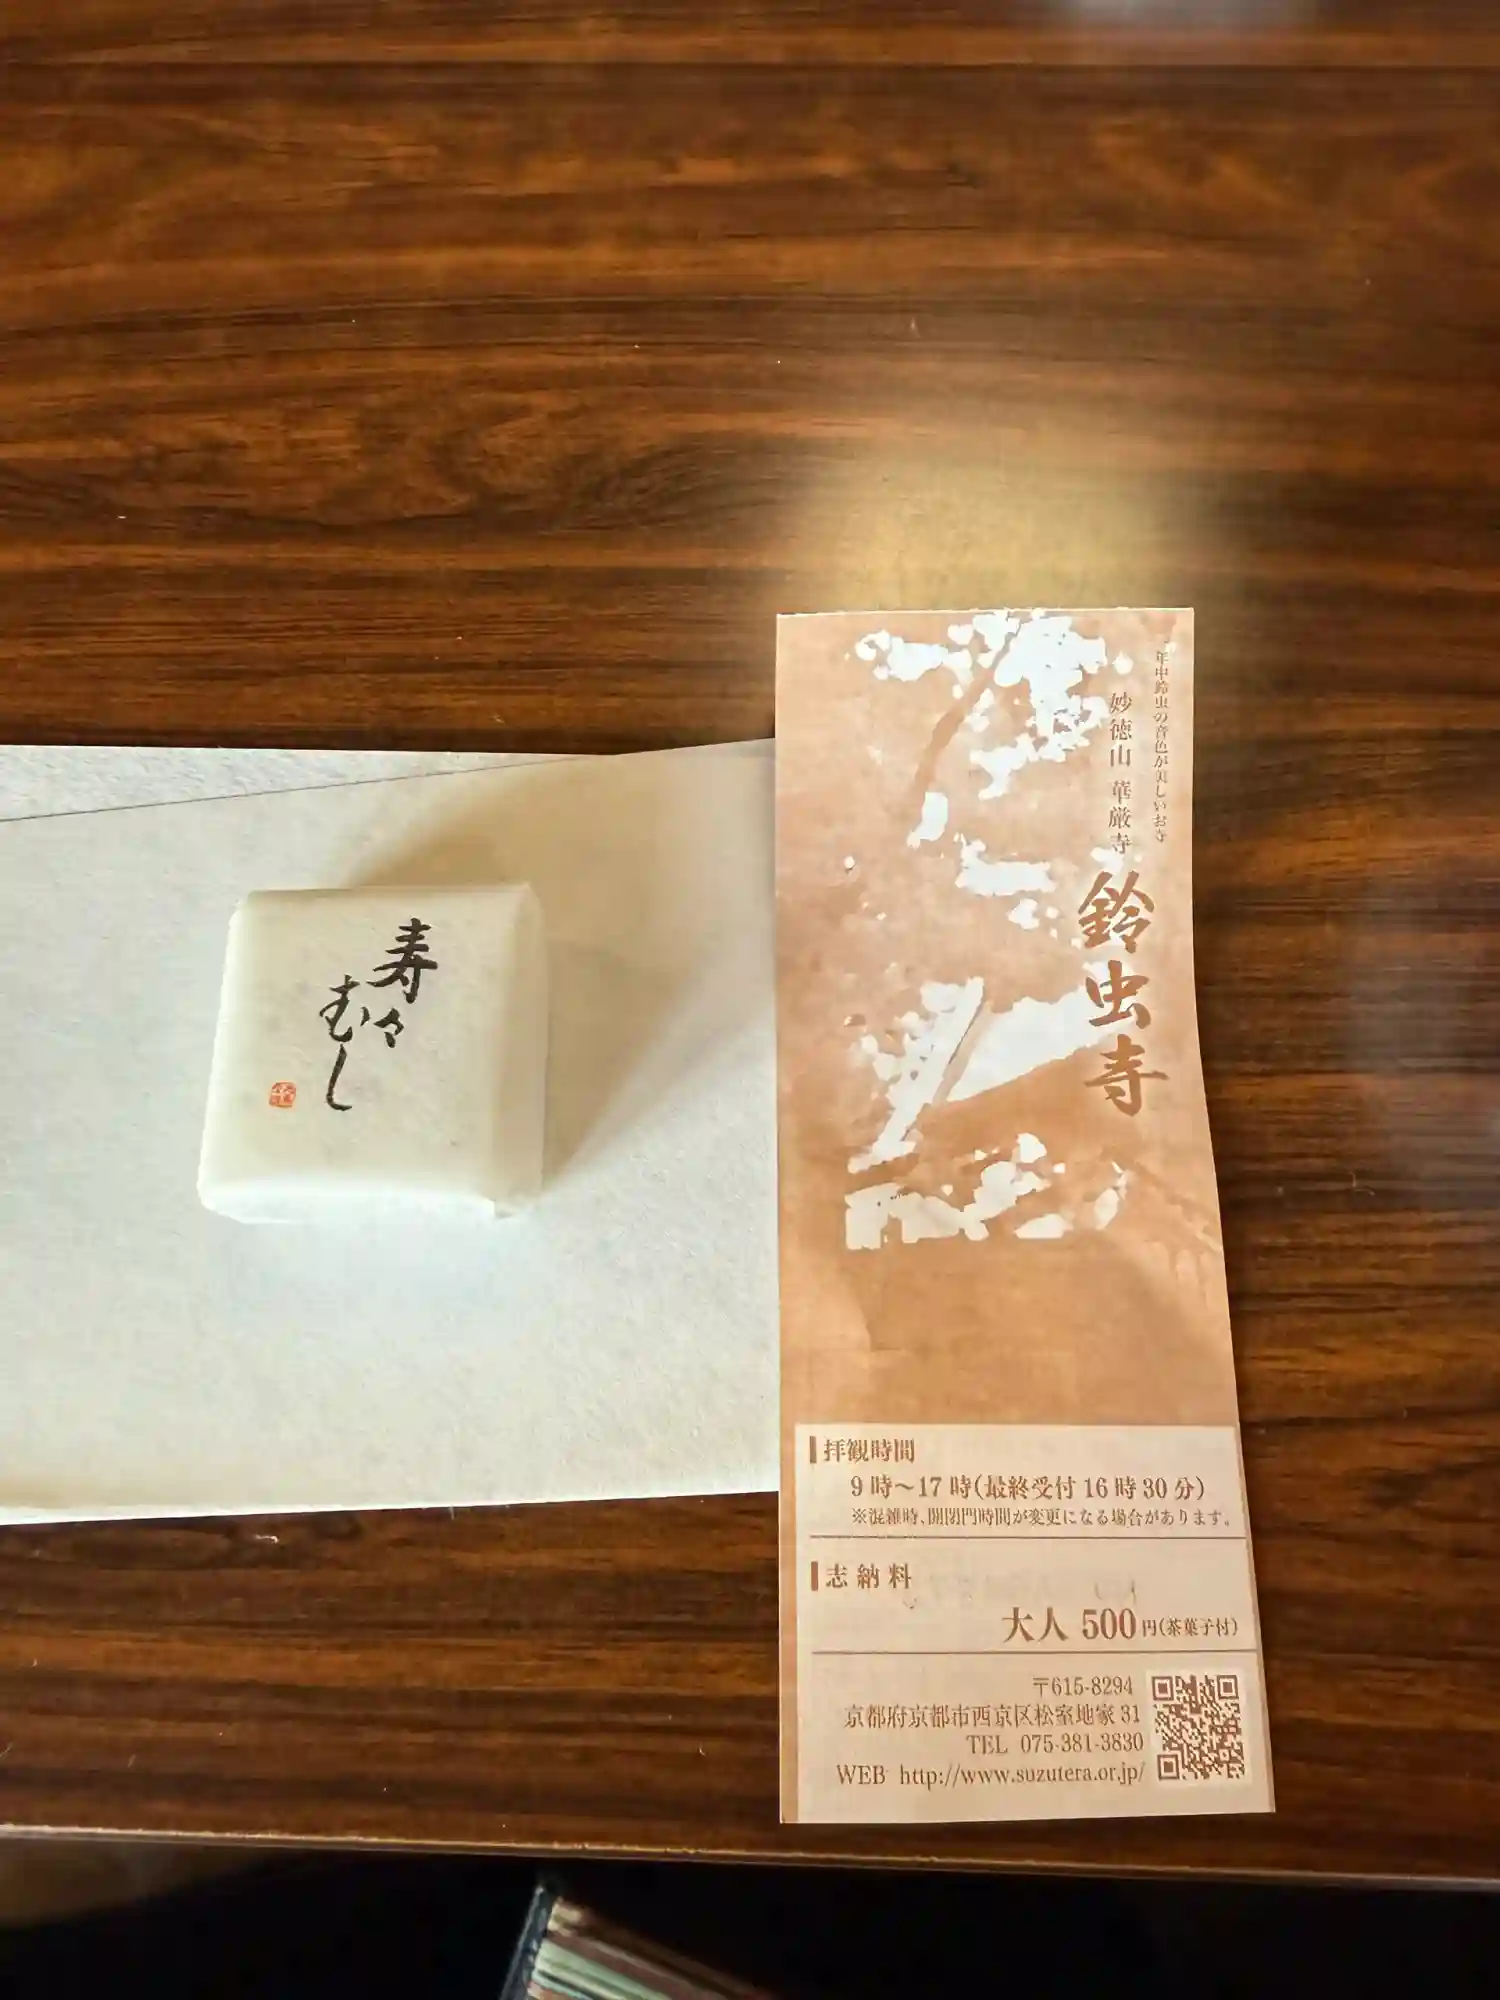 寿々
むし
一年中鈴虫の音色が美しいお寺
妙徳山 華厳寺
鈴虫寺
拝観時間
9時～17時(最終受付16時30分)
※混雑時、開閉門時間が変更になる場合があります。
志納料
大人 500円(茶菓子付)
〒615-8294
京都府京都市西京区松室地家31
TEL 075-381-3830
WEB http://www.suzutera.or.jp/